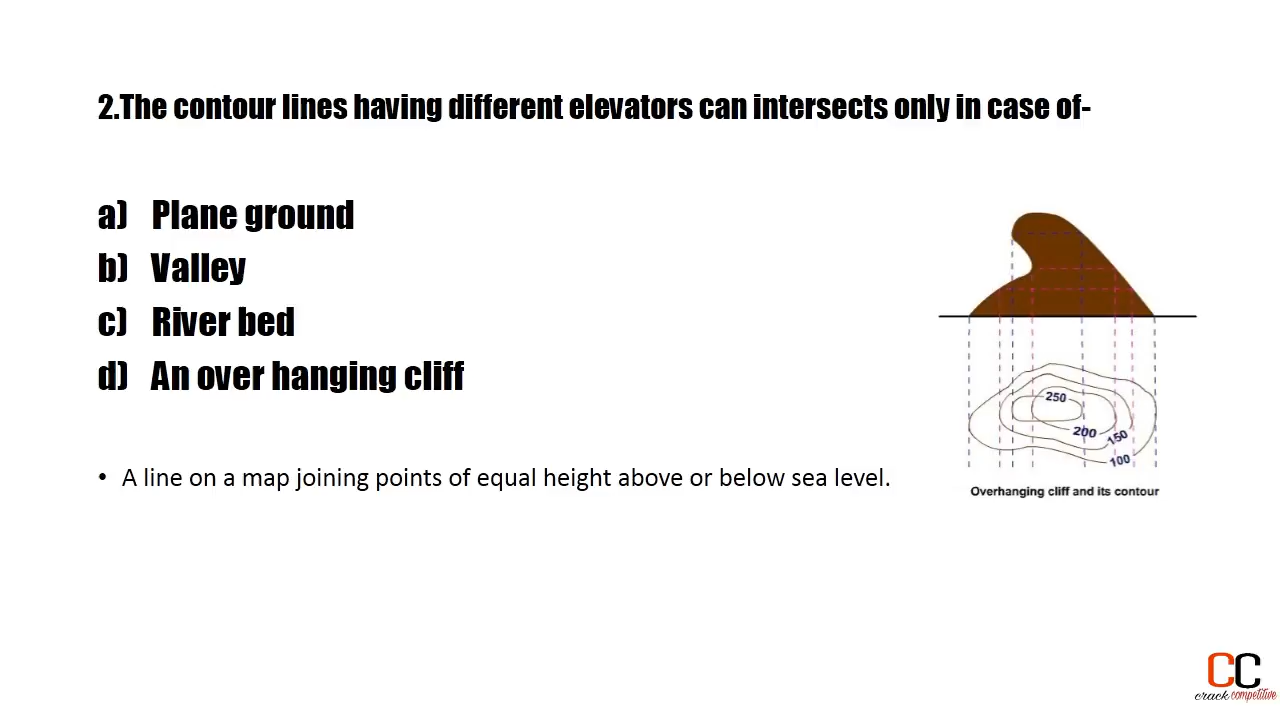 2.The contour lines having different elevators can intersects only in case of-
a) Plane ground
b) Valley
c) River bed
d) An over hanging cliff
• A line on a map joining points of equal height above or below sea level.
250
200
150
100
Overhanging cliff and its contour
CC
crack competitive